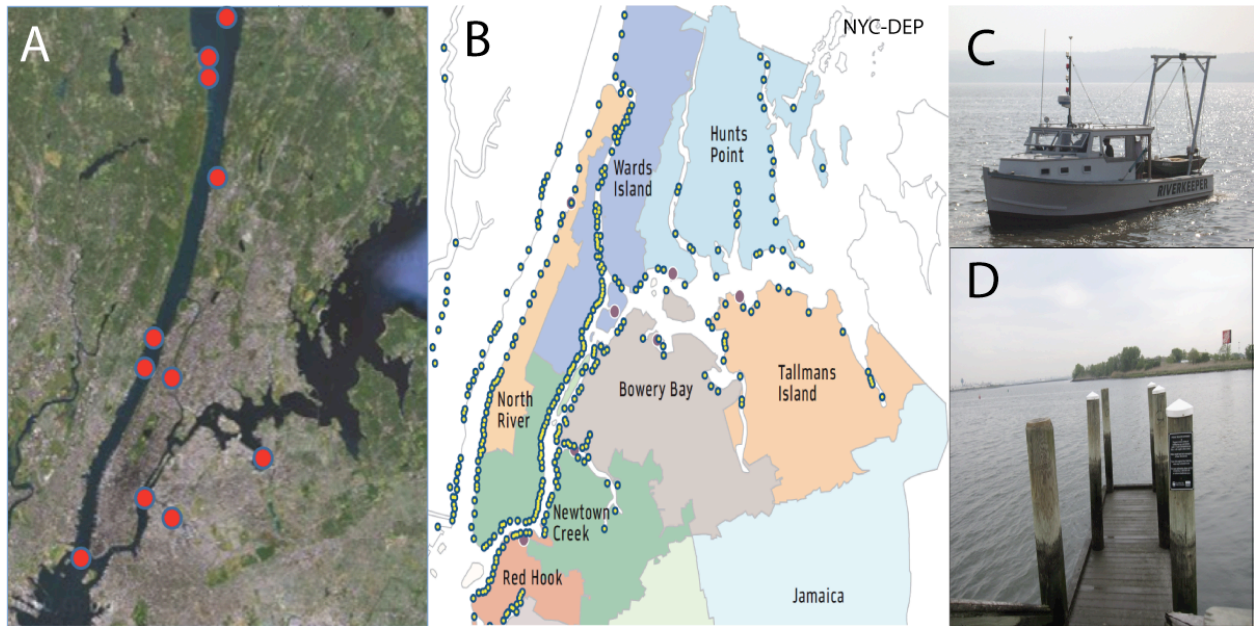 A
B
NYC-DEP
Hunts
Point
Wards
Island
North
River
Bowery Bay
Tallmans
Island
Newtown
Creek
Red Hook
Jamaica
C
RIVERKEEPER
D